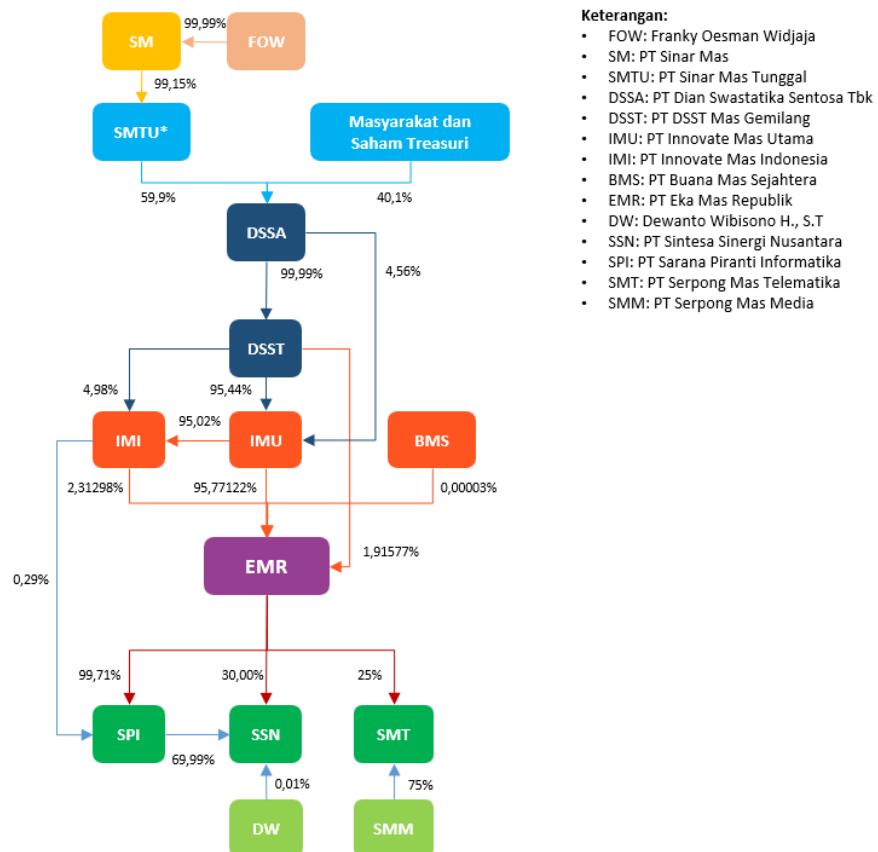 99,99%
SM
FOW
99,15%
SMTU*
Masyarakat dan
Saham Treasuri
59,9%
40,1%
DSSA
99,99%
4,56%
DSST
4,98%
95,44%
95,02%
IMI
IMU
BMS
2,31298%
95,77122%
0,00003%
EMR
1,91577%
0,29%
99,71%
30,00%
25%
SPI
SSN
SMT
69,99%
0,01%
75%
DW
SMM
Keterangan:
• FOW: Franky Oesman Widjaja
• SM: PT Sinar Mas
• SMTU: PT Sinar Mas Tunggal
• DSSA: PT Dian Swastatika Sentosa Tbk
• DSST: PT DSST Mas Gemilang
• IMU: PT Innovate Mas Utama
• IMI: PT Innovate Mas Indonesia
• BMS: PT Buana Mas Sejahtera
• EMR: PT Eka Mas Republik
• DW: Dewanto Wibisono H., S.T
• SSN: PT Sintesa Sinergi Nusantara
• SPI: PT Sarana Piranti Informatika
• SMT: PT Serpong Mas Telematika
• SMM: PT Serpong Mas Media